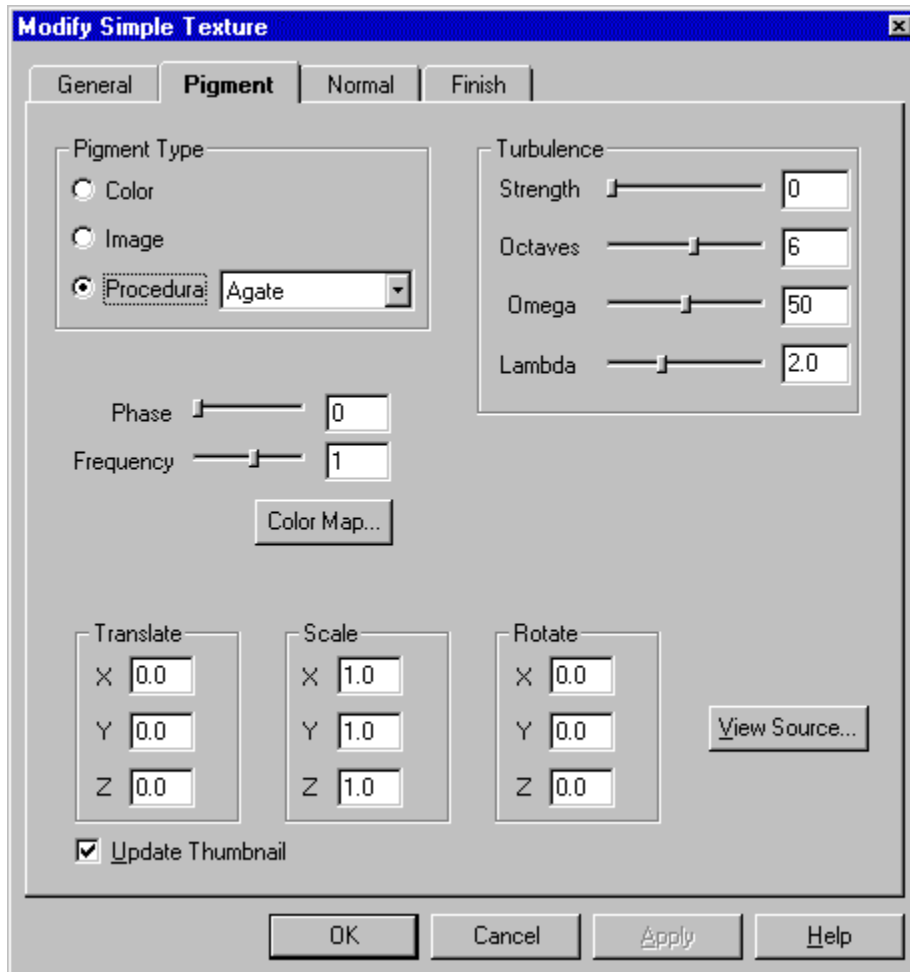 Modify Simple Texture
General Pigment Normal Finish
Pigment Type
Color
Image
Procedural Agate
Turbulence
Strength 0
Octaves 6
Omega 50
Lambda 2.0
Phase 0
Frequency 1
Color Map...
Translate
X 0.0
Y 0.0
Z 0.0
Scale
X 1.0
Y 1.0
Z 1.0
Rotate
X 0.0
Y 0.0
Z 0.0
View Source...
Update Thumbnail
OK Cancel Apply Help